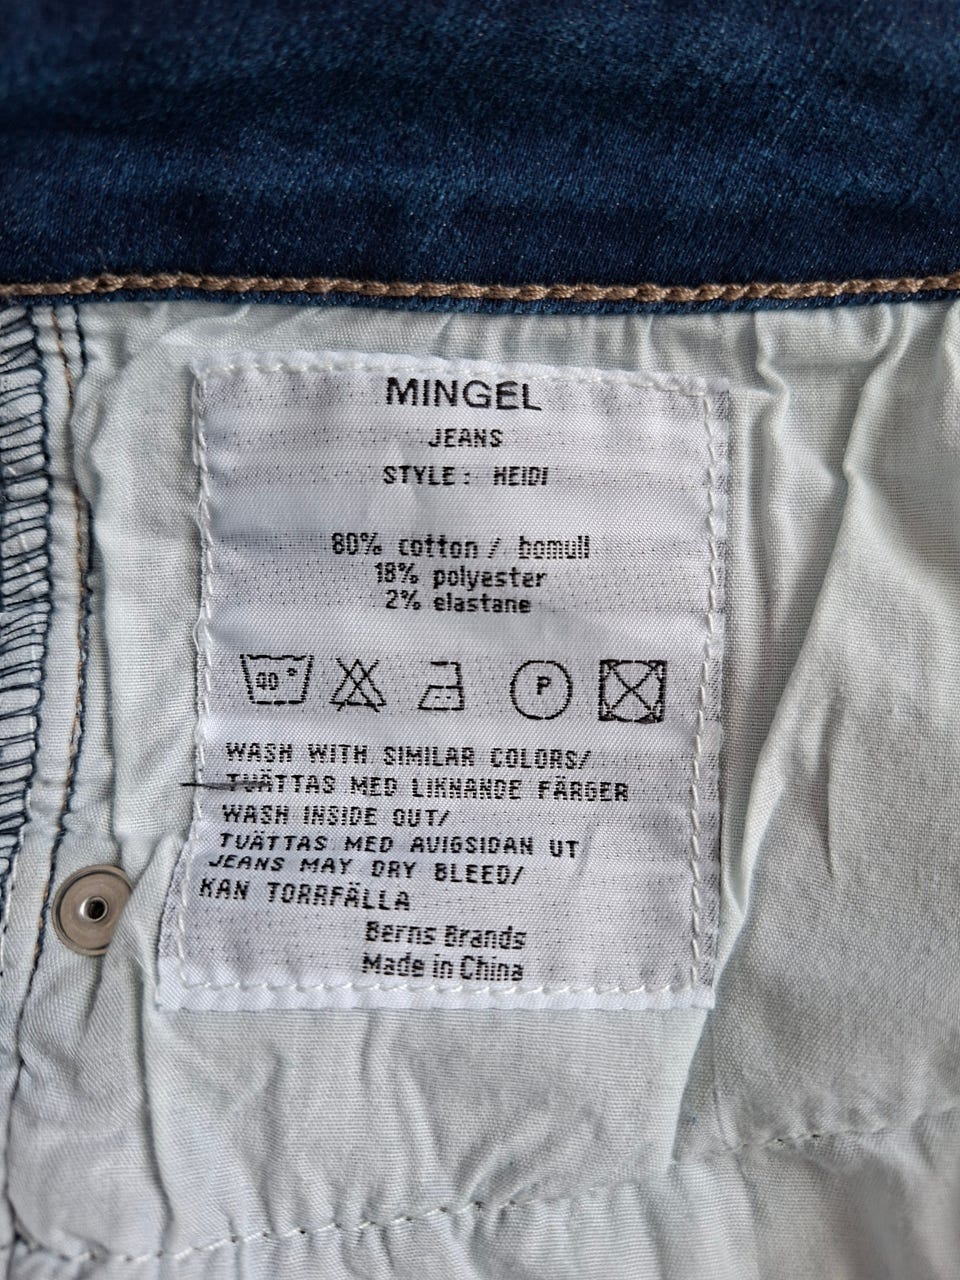 MINGEL
JEANS
STYLE: HEIDI
80% cotton / bomull
18% polyester
2% elastane
40°
P
WASH WITH SIMILAR COLORS/
TVÄTTAS MED LIKNANDE FÄRGER
WASH INSIDE OUT/
TVÄTTAS MED AVIGSIDAN UT
JEANS MAY DRY BLEED/
KAN TORRFÄLLA
Berns Brands
Made in China